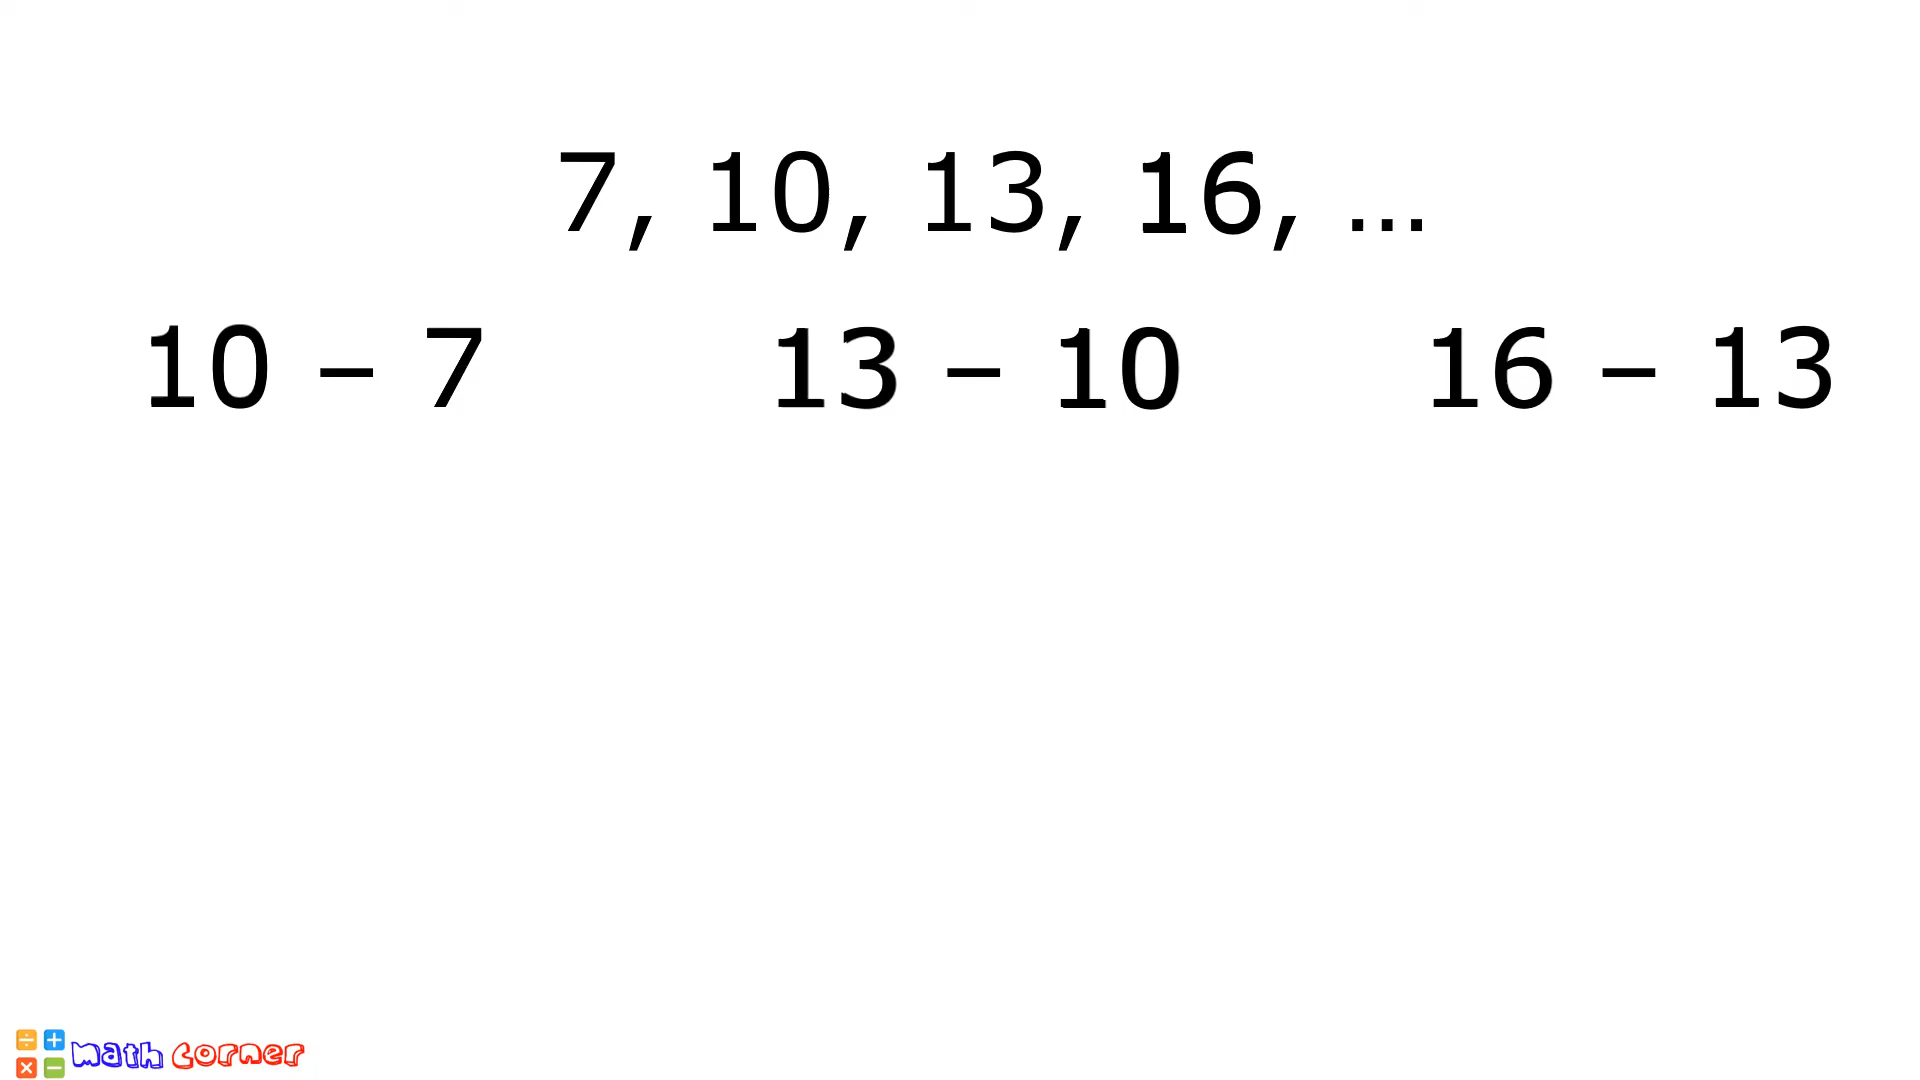 7, 10, 13, 16, ...
10 – 7 13 – 10 16 – 13
math corner